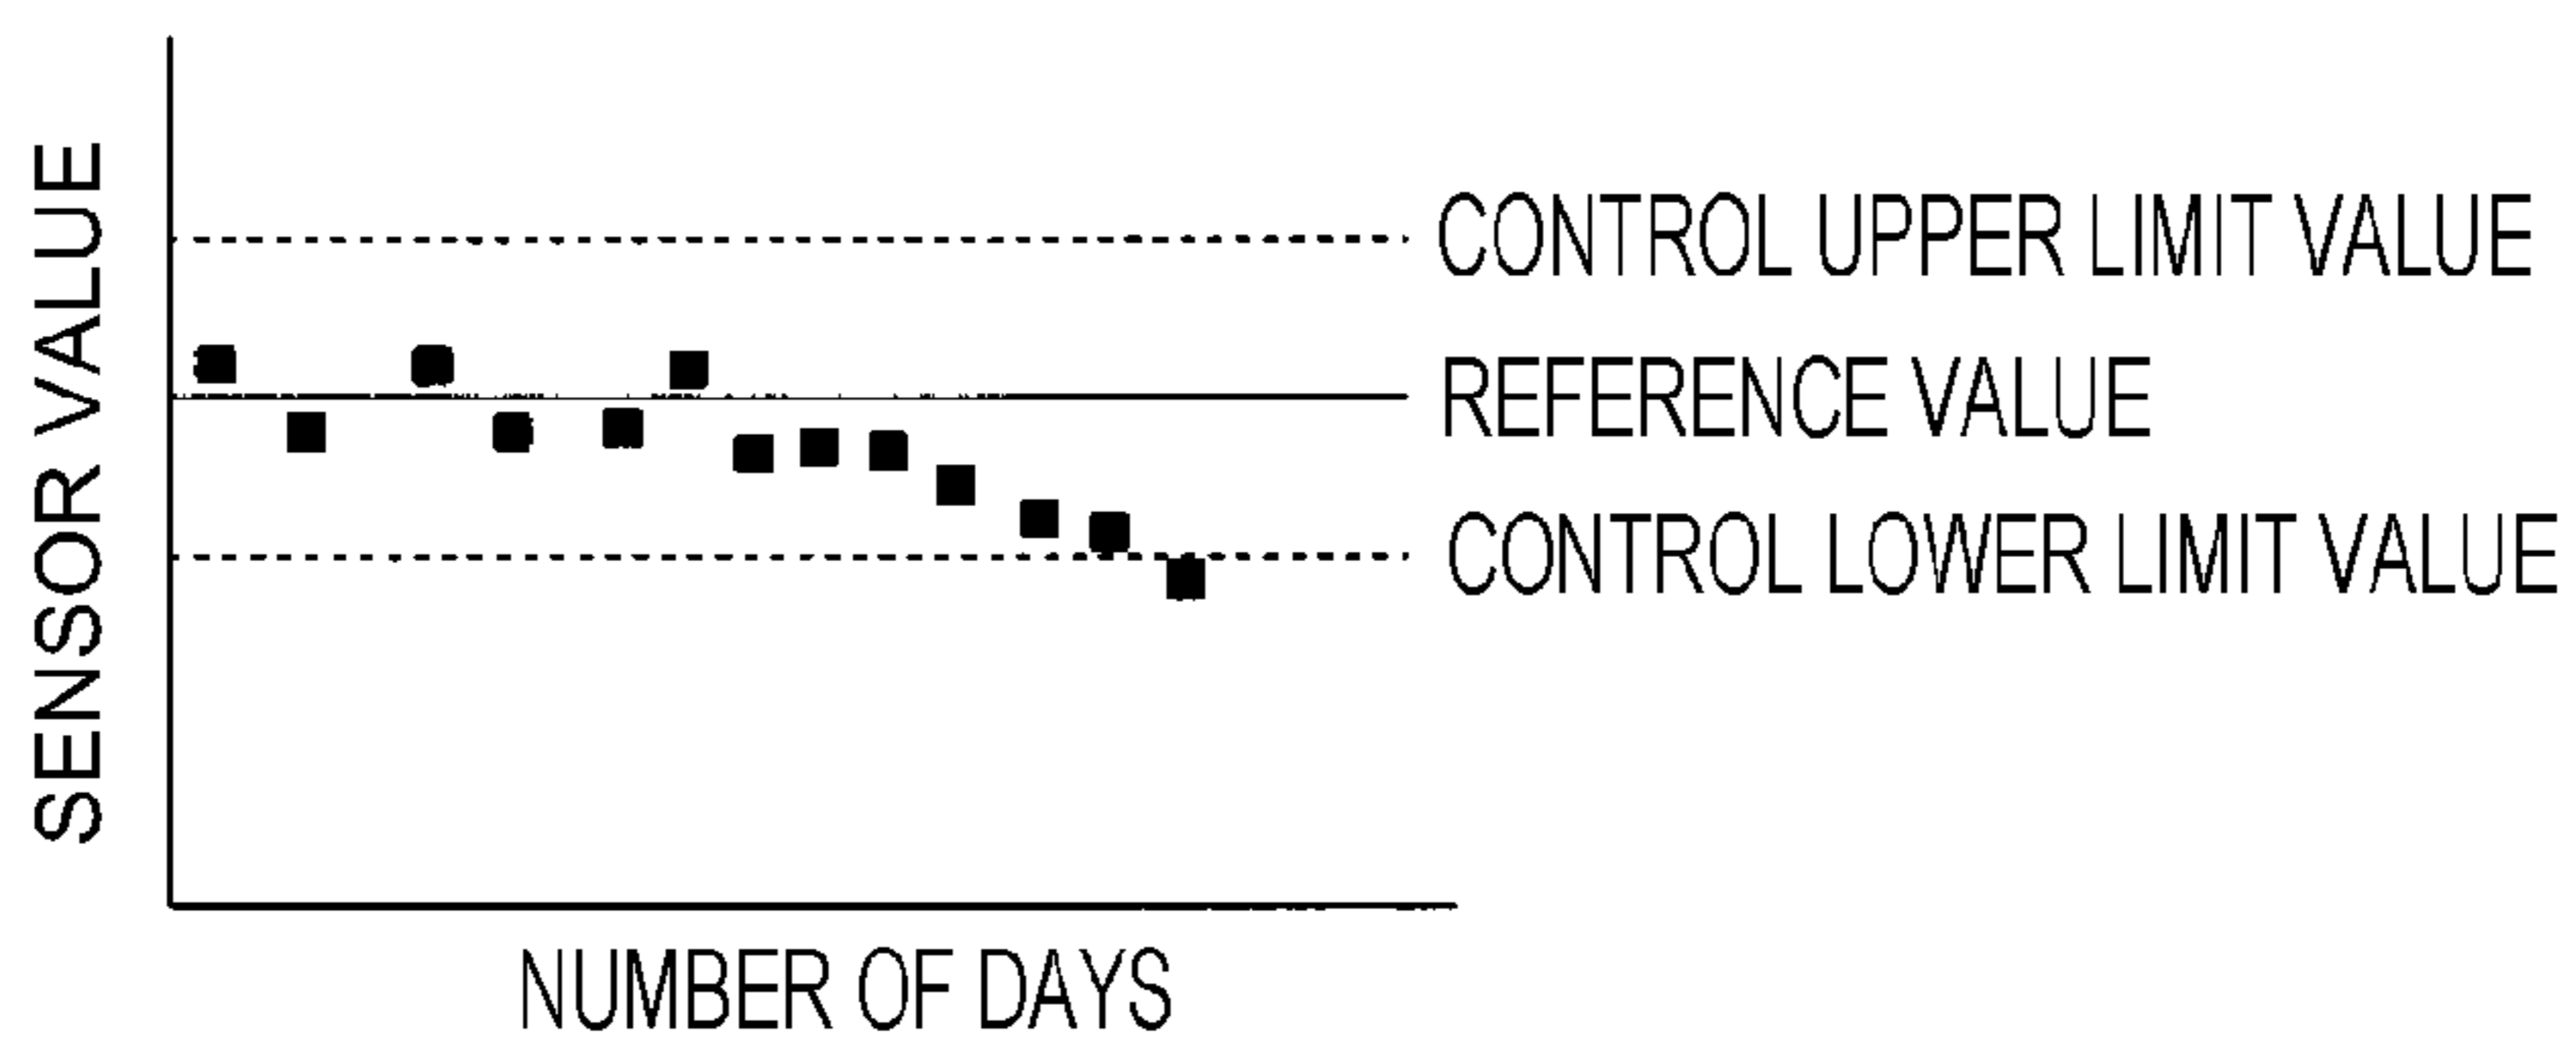 SENSOR VALUE
CONTROL UPPER LIMIT VALUE
REFERENCE VALUE
CONTROL LOWER LIMIT VALUE
NUMBER OF DAYS